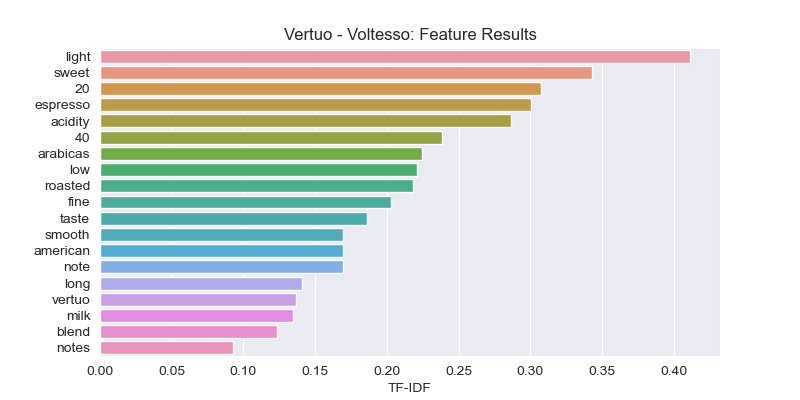 Vertuo - Voltesso: Feature Results
light
sweet
20
espresso
acidity
40
arabicas
low
roasted
fine
taste
smooth
american
note
long
vertuo
milk
blend
notes
0.00 0.05 0.10 0.15 0.20 0.25 0.30 0.35 0.40
TF-IDF